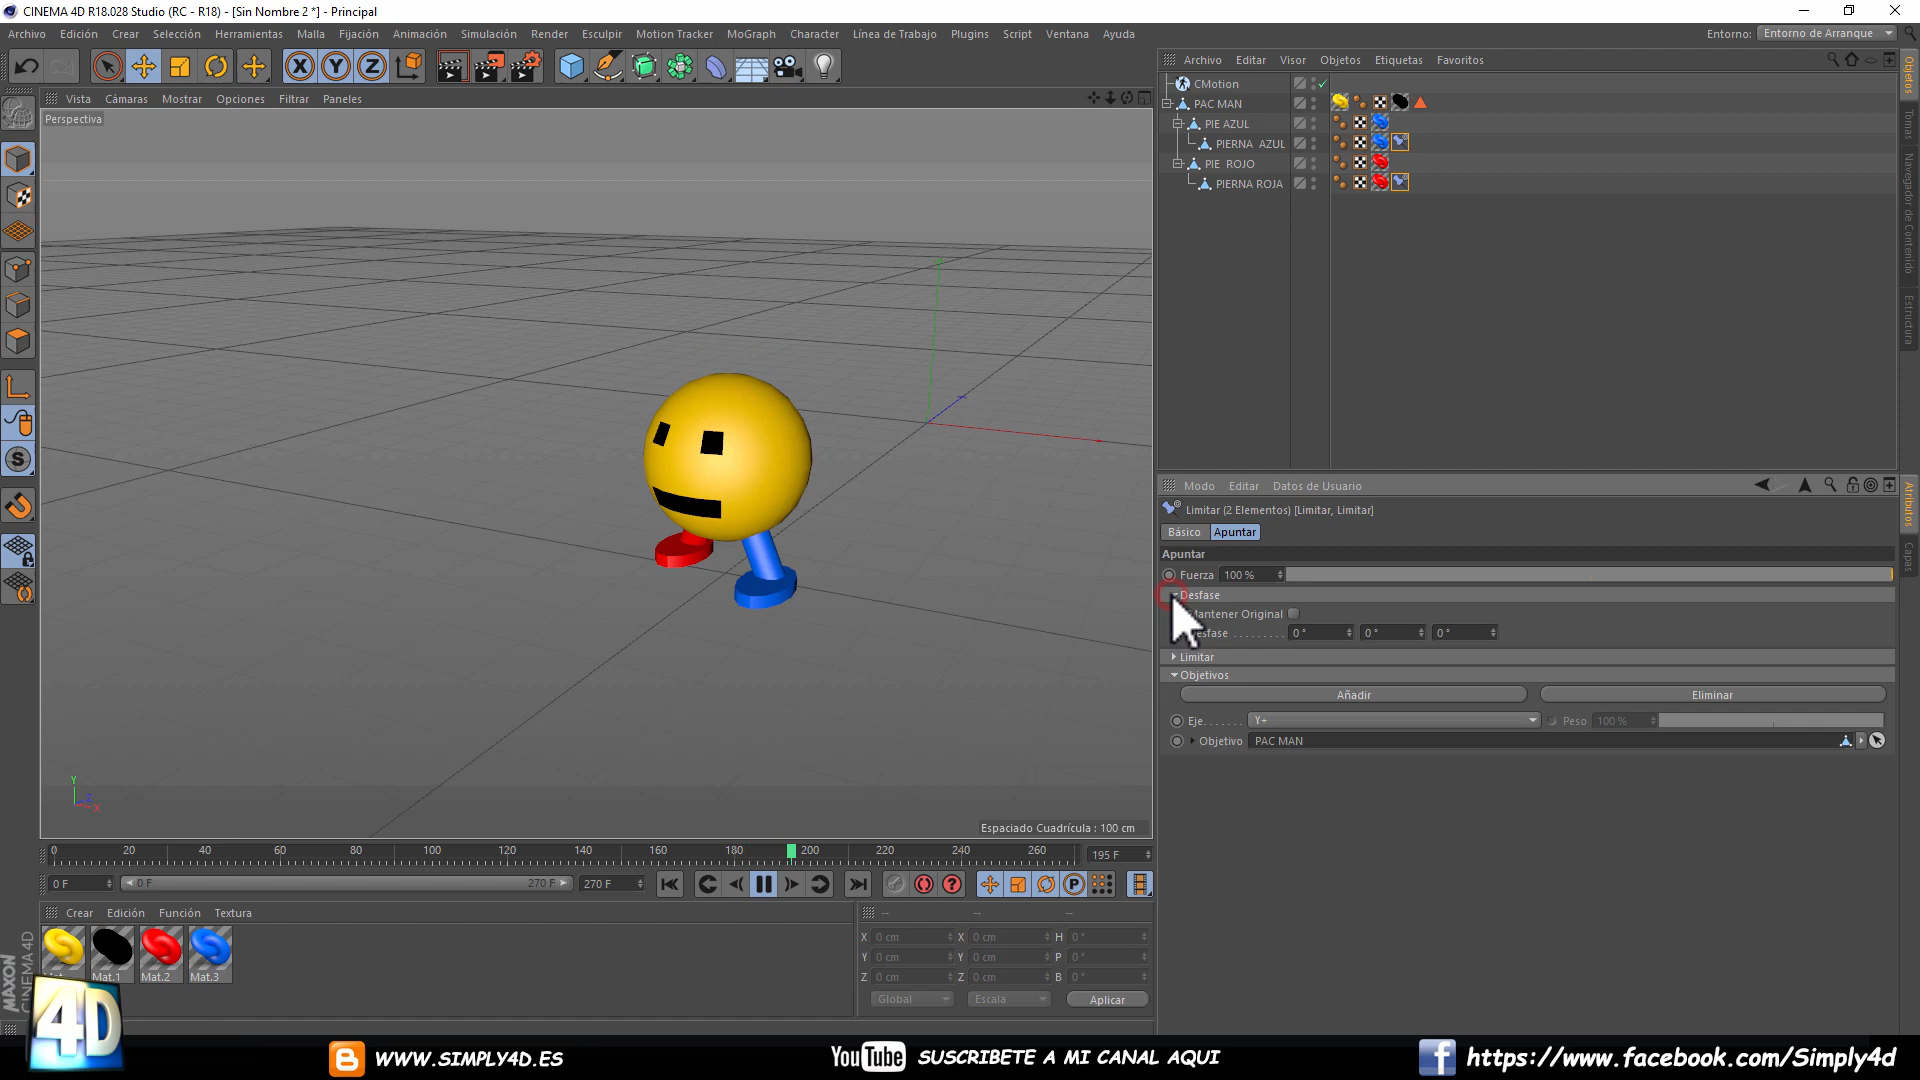 CINEMA 4D R18.028 Studio (RC - R18) - [Sin Nombre 2 *] - Principal
Archivo Edición Crear Selección Herramientas Malla Fijación Animación Simulación Render Esculpir Motion Tracker MoGraph Character Línea de Trabajo Plugins Script Ventana Ayuda
Entorno: Entorno de Arranque
X Y Z
Archivo Editar Visor Objetos Etiquetas Favoritos
Vista Cámaras Mostrar Opciones Filtrar Paneles
Perspectiva
CMotion
PAC MAN
PIE AZUL
PIERNA AZUL
PIE ROJO
PIERNA ROJA
Objetos
Tomas
Navegador de Contenido
Estructura
Modo Editar Datos de Usuario
Limitar (2 Elementos) [Limitar, Limitar]
Básico Apuntar
Apuntar
Fuerza 100 %
Desfase
Mantener Original
0 ° 0 ° 0 °
Limitar
Objetivos
Añadir Eliminar
Eje Y+ Peso 100 %
Objetivo PAC MAN
Atributos
Capas
S
Y
Z
X
Espaciado Cuadrícula : 100 cm
0 20 40 60 80 100 120 140 160 180 200 220 240 260
195 F
0 F 0 F 270 F 270 F
P
Crear Edición Función Textura
Mat.1 Mat.2 Mat.3
-- -- --
X 0 cm X 0 cm H 0 °
Y 0 cm Y 0 cm P 0 °
Z 0 cm Z 0 cm B 0 °
Global Escala Aplicar
MAXON
CINEMA 4D
4D
WWW.SIMPLY4D.ES
YouTube SUSCRIBETE A MI CANAL AQUI
f https://www.facebook.com/Simply4d